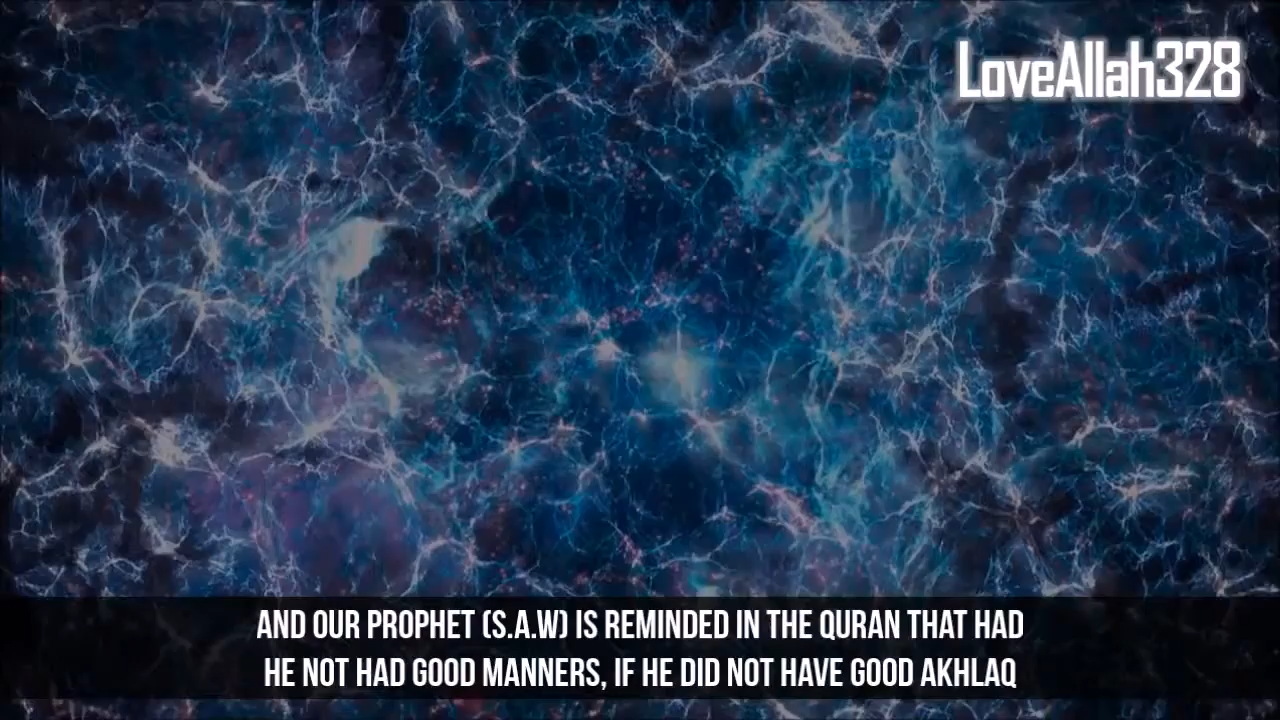 LoveAllah328
AND OUR PROPHET (S.A.W) IS REMINDED IN THE QURAN THAT HAD
HE NOT HAD GOOD MANNERS, IF HE DID NOT HAVE GOOD AKHLAQ